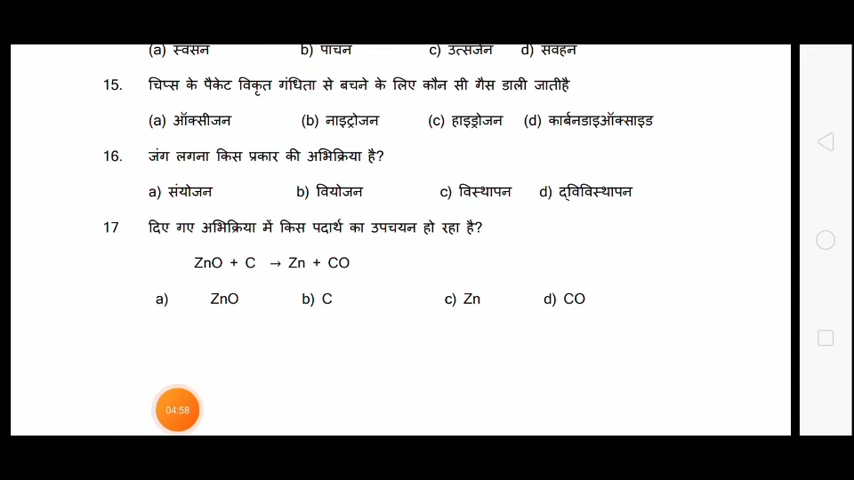 (a) स्वसन b) पाचन c) उत्सर्जन d) संवहन
15. चिप्स के पैकेट विकृत गंधिता से बचने के लिए कौन सी गैस डाली जातीहै
(a) ऑक्सीजन (b) नाइट्रोजन (c) हाइड्रोजन (d) कार्बनडाइऑक्साइड
16. जंग लगना किस प्रकार की अभिक्रिया है?
a) संयोजन b) वियोजन c) विस्थापन d) द्विविस्थापन
17 दिए गए अभिक्रिया में किस पदार्थ का उपचयन हो रहा है?
ZnO + C → Zn + CO
a) ZnO b) C c) Zn d) CO
04:58